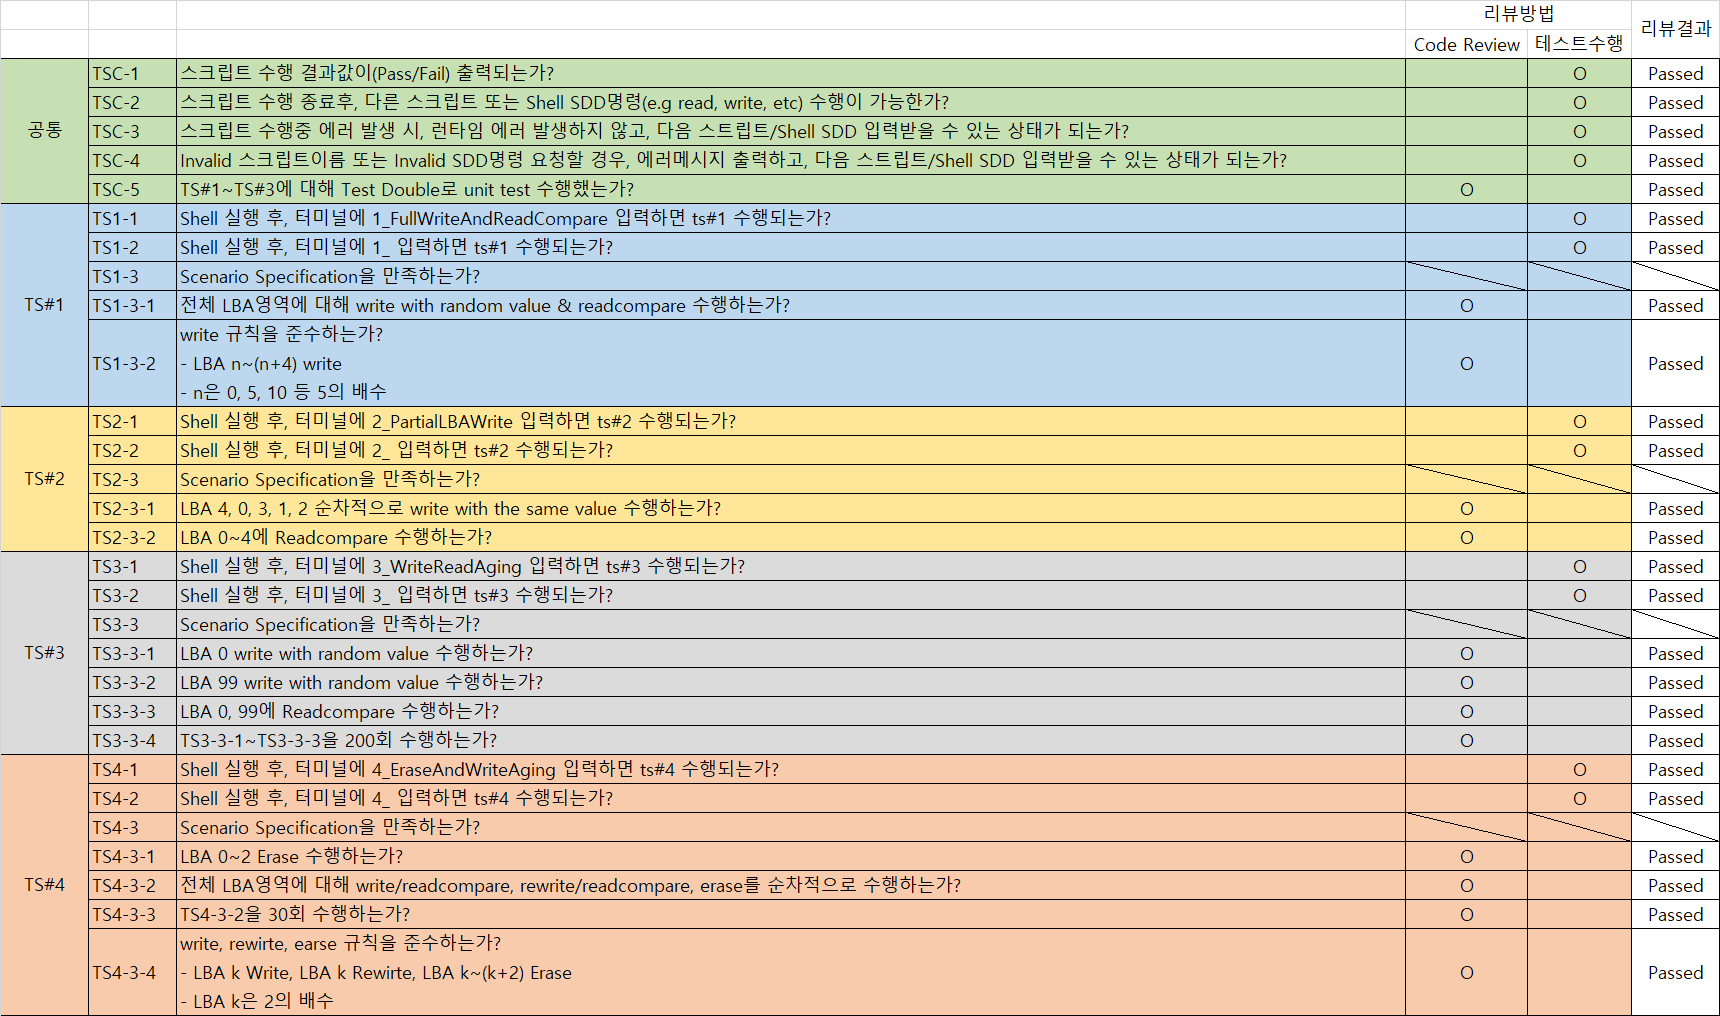 리뷰방법 리뷰결과
Code Review 테스트수행
공통
TSC-1 스크립트 수행 결과값이(Pass/Fail) 출력되는가? O Passed
TSC-2 스크립트 수행 종료후, 다른 스크립트 또는 Shell SDD명령(e.g read, write, etc) 수행이 가능한가? O Passed
TSC-3 스크립트 수행중 에러 발생 시, 런타임 에러 발생하지 않고, 다음 스트립트/Shell SDD 입력받을 수 있는 상태가 되는가? O Passed
TSC-4 Invalid 스크립트이름 또는 Invalid SDD명령 요청할 경우, 에러메시지 출력하고, 다음 스트립트/Shell SDD 입력받을 수 있는 상태가 되는가? O Passed
TSC-5 TS#1~TS#3에 대해 Test Double로 unit test 수행했는가? O Passed
TS#1
TS1-1 Shell 실행 후, 터미널에 1_FullWriteAndReadCompare 입력하면 ts#1 수행되는가? O Passed
TS1-2 Shell 실행 후, 터미널에 1_ 입력하면 ts#1 수행되는가? O Passed
TS1-3 Scenario Specification을 만족하는가?
TS1-3-1 전체 LBA영역에 대해 write with random value & readcompare 수행하는가? O Passed
TS1-3-2 write 규칙을 준수하는가?
- LBA n~(n+4) write O Passed
- n은 0, 5, 10 등 5의 배수
TS#2
TS2-1 Shell 실행 후, 터미널에 2_PartialLBAWrite 입력하면 ts#2 수행되는가? O Passed
TS2-2 Shell 실행 후, 터미널에 2_ 입력하면 ts#2 수행되는가? O Passed
TS2-3 Scenario Specification을 만족하는가?
TS2-3-1 LBA 4, 0, 3, 1, 2 순차적으로 write with the same value 수행하는가? O Passed
TS2-3-2 LBA 0~4에 Readcompare 수행하는가? O Passed
TS#3
TS3-1 Shell 실행 후, 터미널에 3_WriteReadAging 입력하면 ts#3 수행되는가? O Passed
TS3-2 Shell 실행 후, 터미널에 3_ 입력하면 ts#3 수행되는가? O Passed
TS3-3 Scenario Specification을 만족하는가?
TS3-3-1 LBA 0 write with random value 수행하는가? O Passed
TS3-3-2 LBA 99 write with random value 수행하는가? O Passed
TS3-3-3 LBA 0, 99에 Readcompare 수행하는가? O Passed
TS3-3-4 TS3-3-1~TS3-3-3을 200회 수행하는가? O Passed
TS#4
TS4-1 Shell 실행 후, 터미널에 4_EraseAndWriteAging 입력하면 ts#4 수행되는가? O Passed
TS4-2 Shell 실행 후, 터미널에 4_ 입력하면 ts#4 수행되는가? O Passed
TS4-3 Scenario Specification을 만족하는가?
TS4-3-1 LBA 0~2 Erase 수행하는가? O Passed
TS4-3-2 전체 LBA영역에 대해 write/readcompare, rewrite/readcompare, erase를 순차적으로 수행하는가? O Passed
TS4-3-3 TS4-3-2을 30회 수행하는가? O Passed
TS4-3-4 write, rewirte, earse 규칙을 준수하는가?
- LBA k Write, LBA k Rewirte, LBA k~(k+2) Erase O Passed
- LBA k은 2의 배수